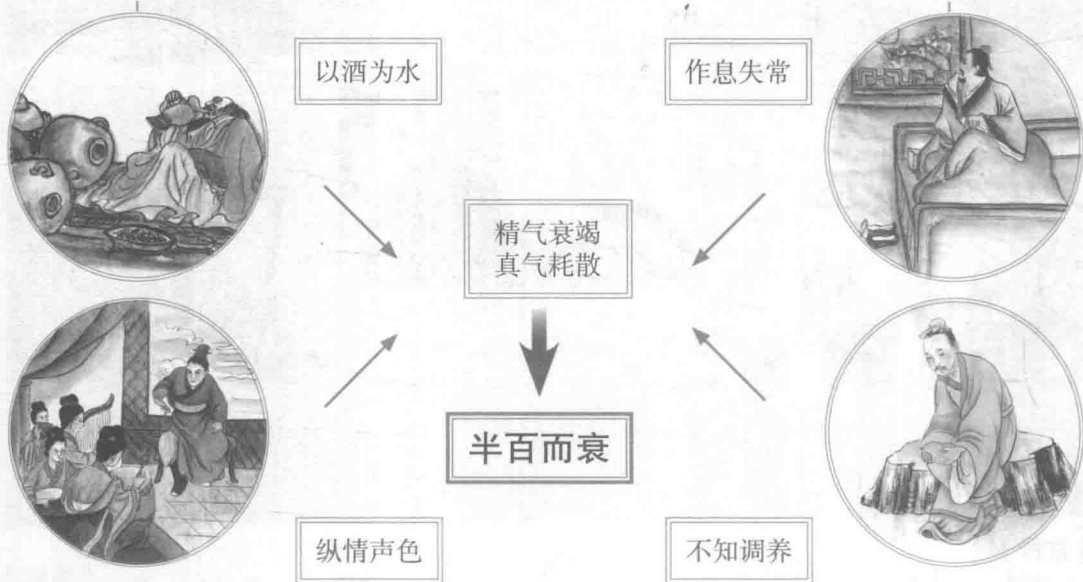 以酒为水
作息失常
精气衰竭
真气耗散
半百而衰
纵情声色
不知调养